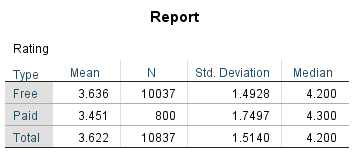 Report
Rating
Type Mean N Std. Deviation Median
Free 3.636 10037 1.4928 4.200
Paid 3.451 800 1.7497 4.300
Total 3.622 10837 1.5140 4.200